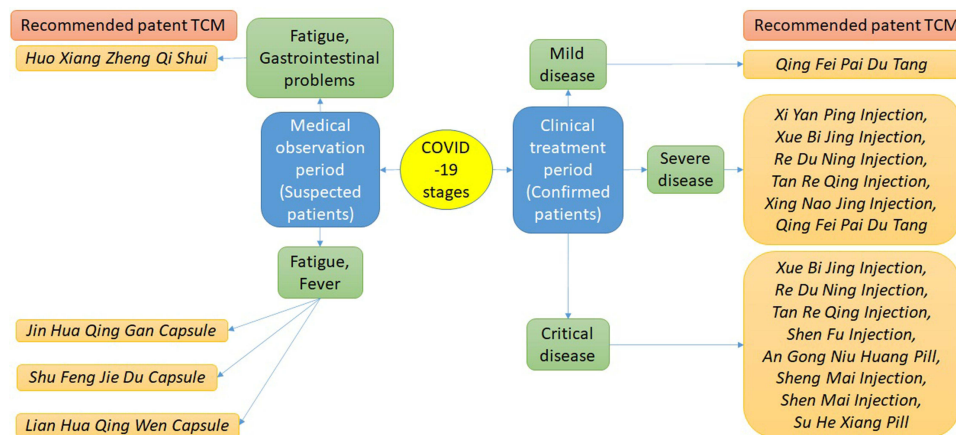 Recommended patent TCM
Huo Xiang Zheng Qi Shui
Fatigue,
Gastrointestinal
problems
Medical
observation
period
(Suspected
patients)
Fatigue,
Fever
Jin Hua Qing Gan Capsule
Shu Feng Jie Du Capsule
Lian Hua Qing Wen Capsule
COVID
-19
stages
Clinical
treatment
period
(Confirmed
patients)
Mild
disease
Severe
disease
Critical
disease
Recommended patent TCM
Qing Fei Pai Du Tang
Xi Yan Ping Injection,
Xue Bi Jing Injection,
Re Du Ning Injection,
Tan Re Qing Injection,
Xing Nao Jing Injection,
Qing Fei Pai Du Tang
Xue Bi Jing Injection,
Re Du Ning Injection,
Tan Re Qing Injection,
Shen Fu Injection,
An Gong Niu Huang Pill,
Sheng Mai Injection,
Shen Mai Injection,
Su He Xiang Pill